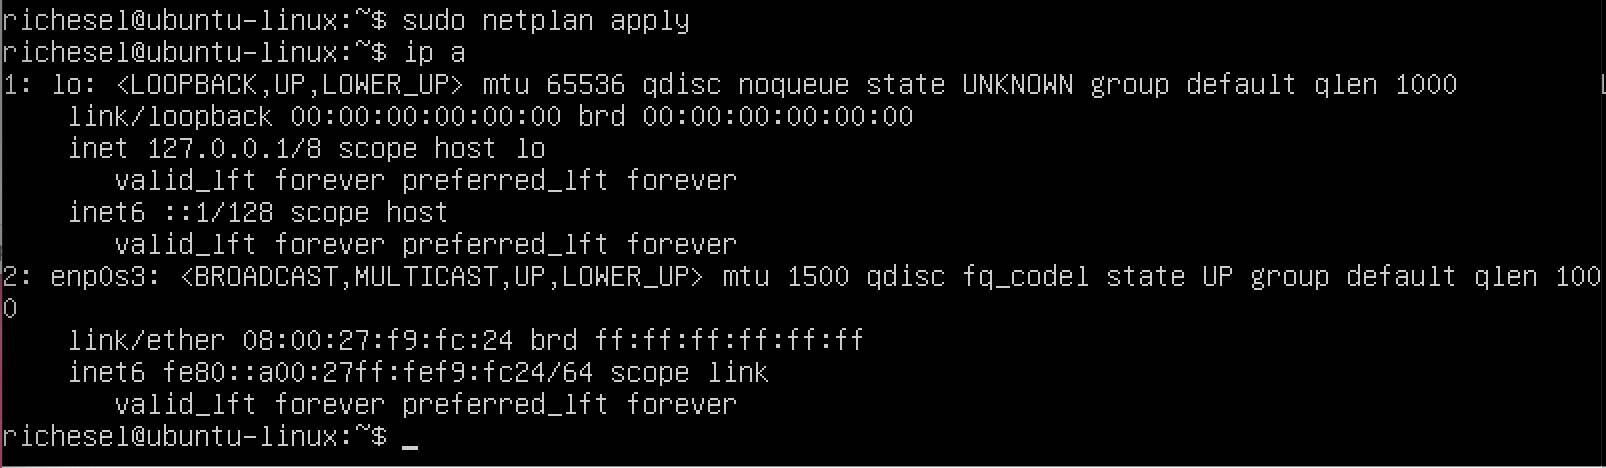 richesel@ubuntu-linux:~$ sudo netplan apply
richesel@ubuntu-linux:~$ ip a
1: lo: <LOOPBACK,UP,LOWER_UP> mtu 65536 qdisc noqueue state UNKNOWN group default qlen 1000
    link/loopback 00:00:00:00:00:00 brd 00:00:00:00:00:00
    inet 127.0.0.1/8 scope host lo
       valid_lft forever preferred_lft forever
    inet6 ::1/128 scope host
       valid_lft forever preferred_lft forever
2: enp0s3: <BROADCAST,MULTICAST,UP,LOWER_UP> mtu 1500 qdisc fq_codel state UP group default qlen 100
0
    link/ether 08:00:27:f9:fc:24 brd ff:ff:ff:ff:ff:ff
    inet6 fe80::a00:27ff:fef9:fc24/64 scope link
       valid_lft forever preferred_lft forever
richesel@ubuntu-linux:~$ _